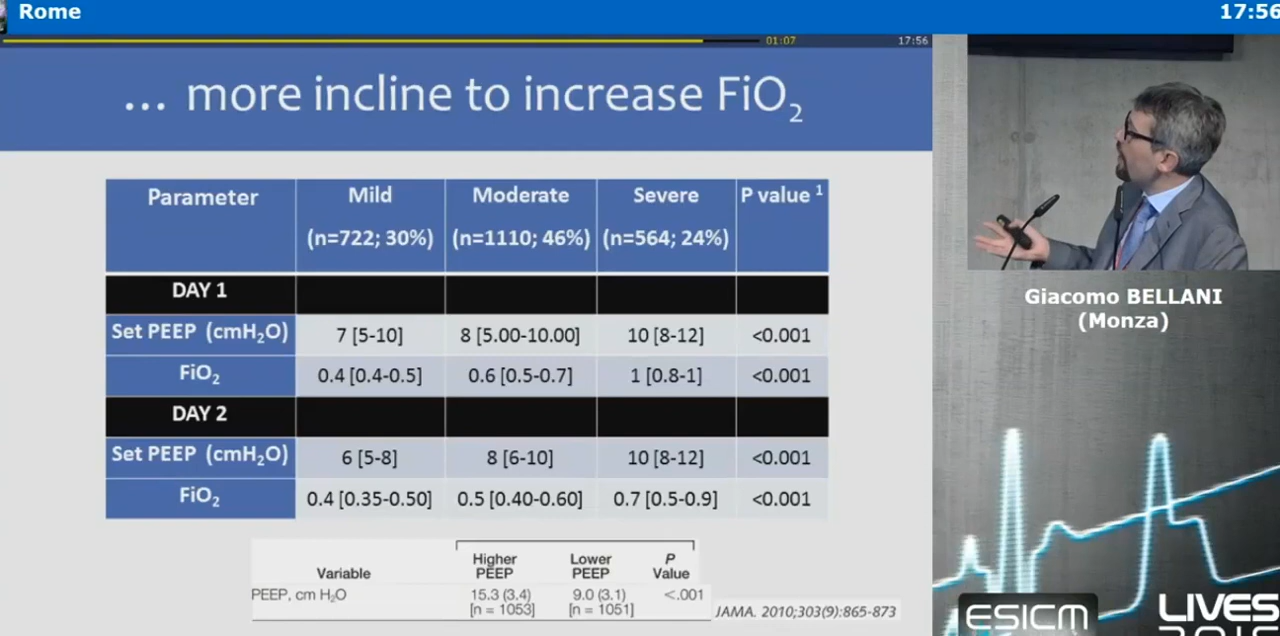 Rome 17:56
01:07 17:56
... more incline to increase FiO₂
Parameter Mild Moderate Severe P value ¹
(n=722; 30%) (n=1110; 46%) (n=564; 24%)
DAY 1
Set PEEP (cmH₂O) 7 [5-10] 8 [5.00-10.00] 10 [8-12] <0.001
FiO₂ 0.4 [0.4-0.5] 0.6 [0.5-0.7] 1 [0.8-1] <0.001
DAY 2
Set PEEP (cmH₂O) 6 [5-8] 8 [6-10] 10 [8-12] <0.001
FiO₂ 0.4 [0.35-0.50] 0.5 [0.40-0.60] 0.7 [0.5-0.9] <0.001
Higher Lower P
Variable PEEP PEEP Value
PEEP, cm H₂O 15.3 (3.4) 9.0 (3.1) <.001
[n = 1053] [n = 1051]
JAMA. 2010;303(9):865-873
Giacomo BELLANI
(Monza)
ESICM LIVES